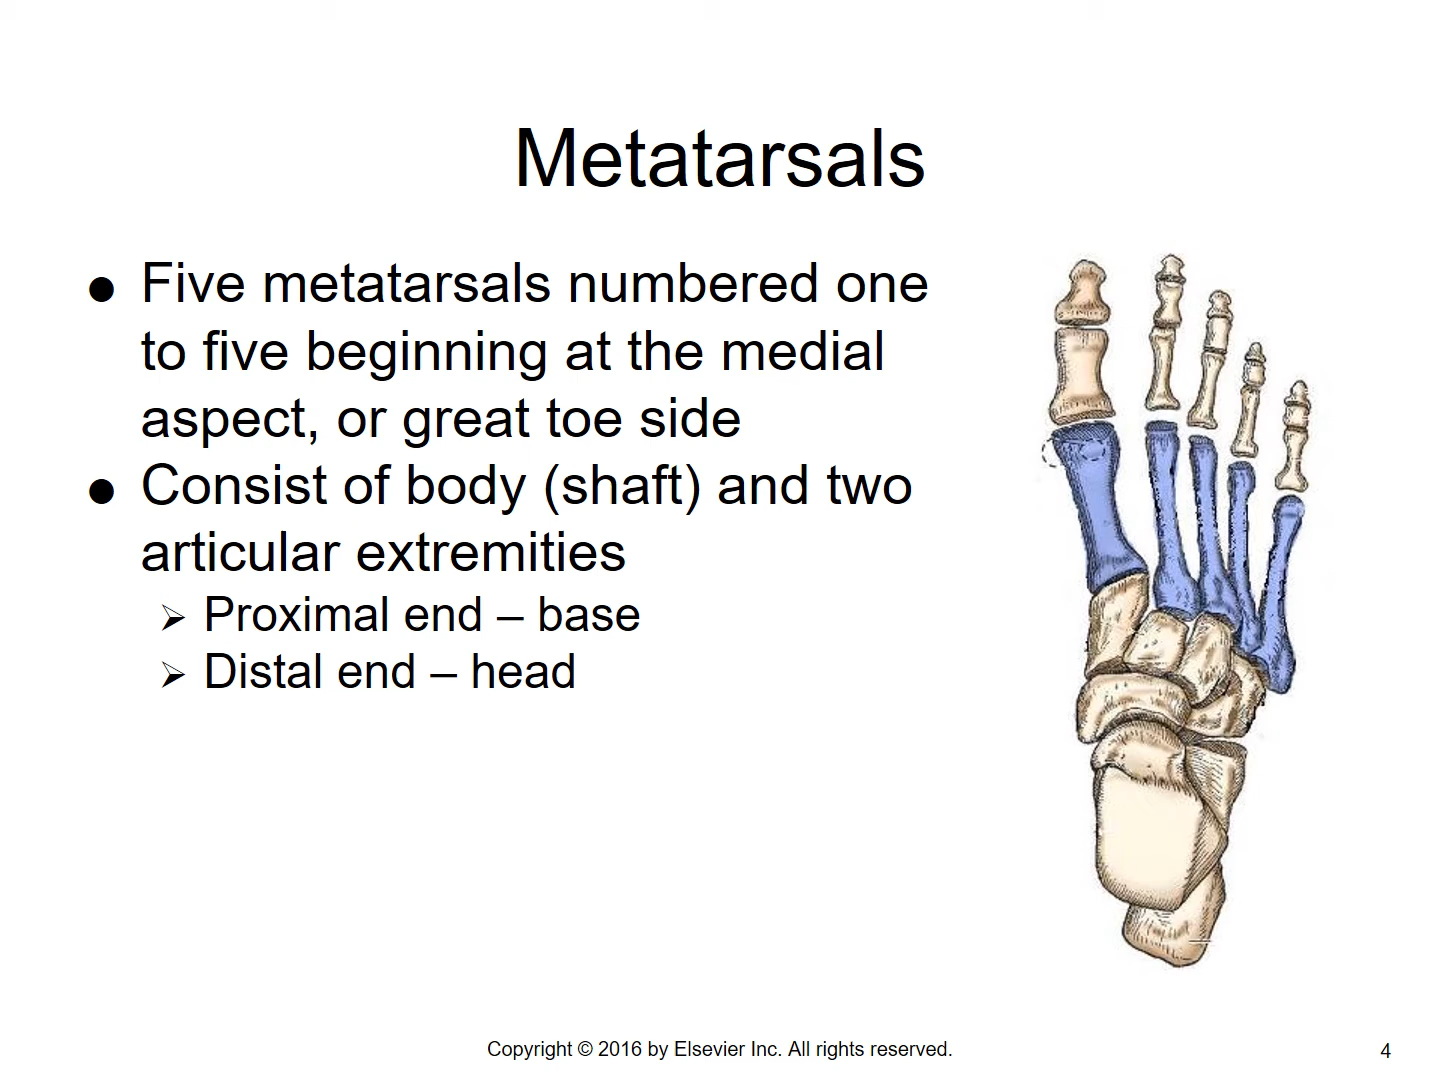 Metatarsals
● Five metatarsals numbered one
to five beginning at the medial
aspect, or great toe side
● Consist of body (shaft) and two
articular extremities
➢ Proximal end – base
➢ Distal end – head
Copyright © 2016 by Elsevier Inc. All rights reserved.
4